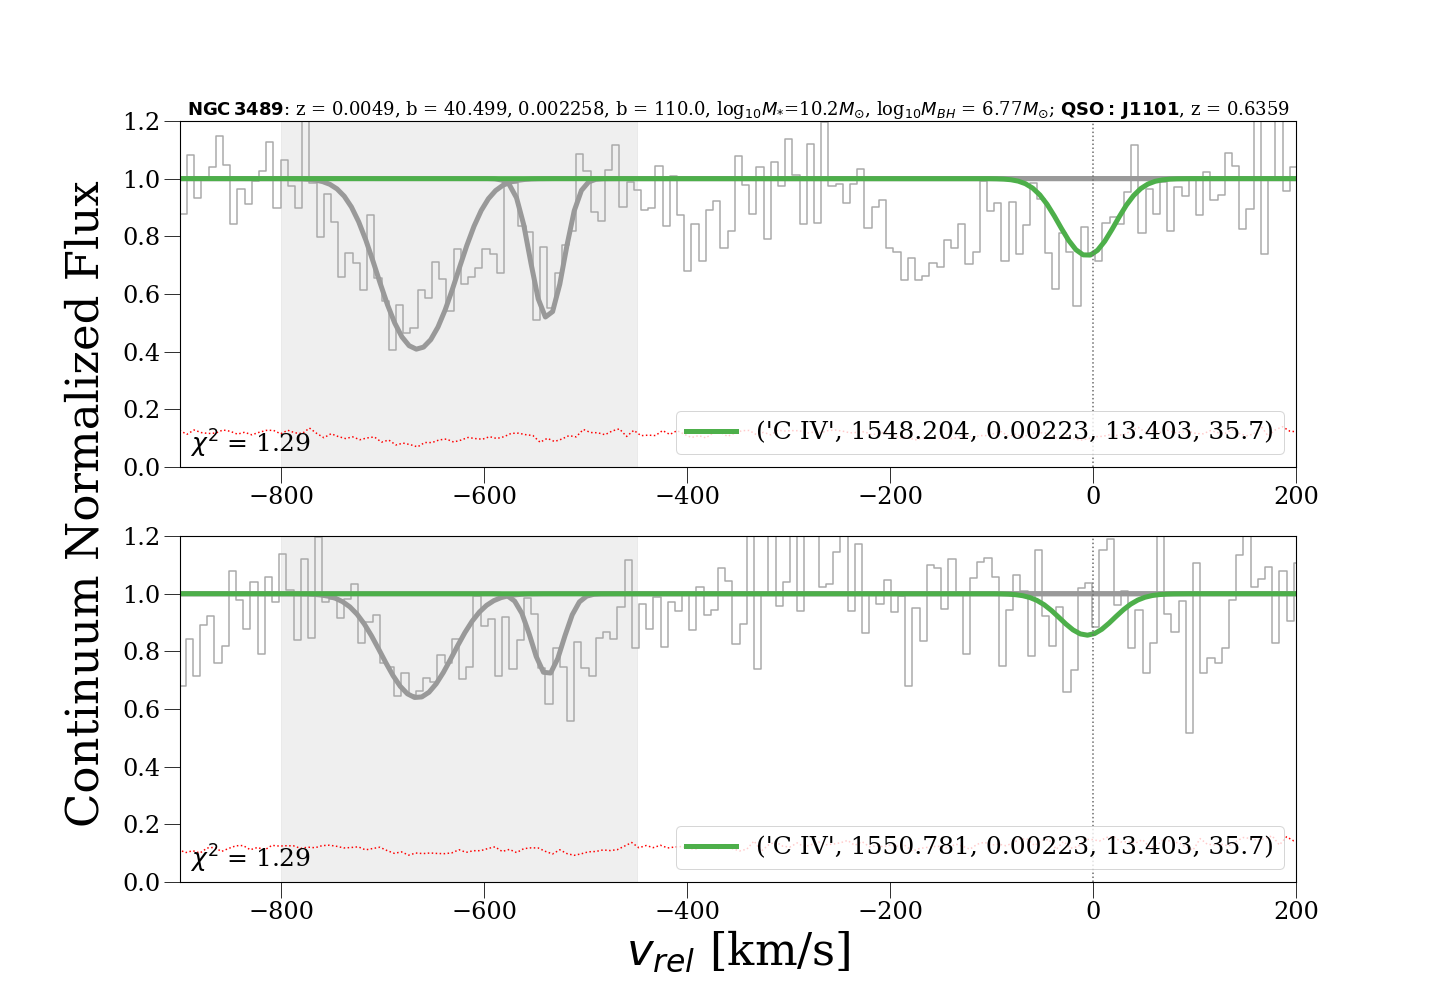 NGC 3489: z = 0.0049, b = 40.499, 0.002258, b = 110.0, log₁₀M*=10.2M⊙, log₁₀M_BH = 6.77M⊙; QSO : J1101, z = 0.6359
Continuum Normalized Flux
1.2
1.0
0.8
0.6
0.4
0.2
0.0
χ² = 1.29
('C IV', 1548.204, 0.00223, 13.403, 35.7)
−800 −600 −400 −200 0 200
1.2
1.0
0.8
0.6
0.4
0.2
0.0
χ² = 1.29
('C IV', 1550.781, 0.00223, 13.403, 35.7)
−800 −600 −400 −200 0 200
v_rel [km/s]